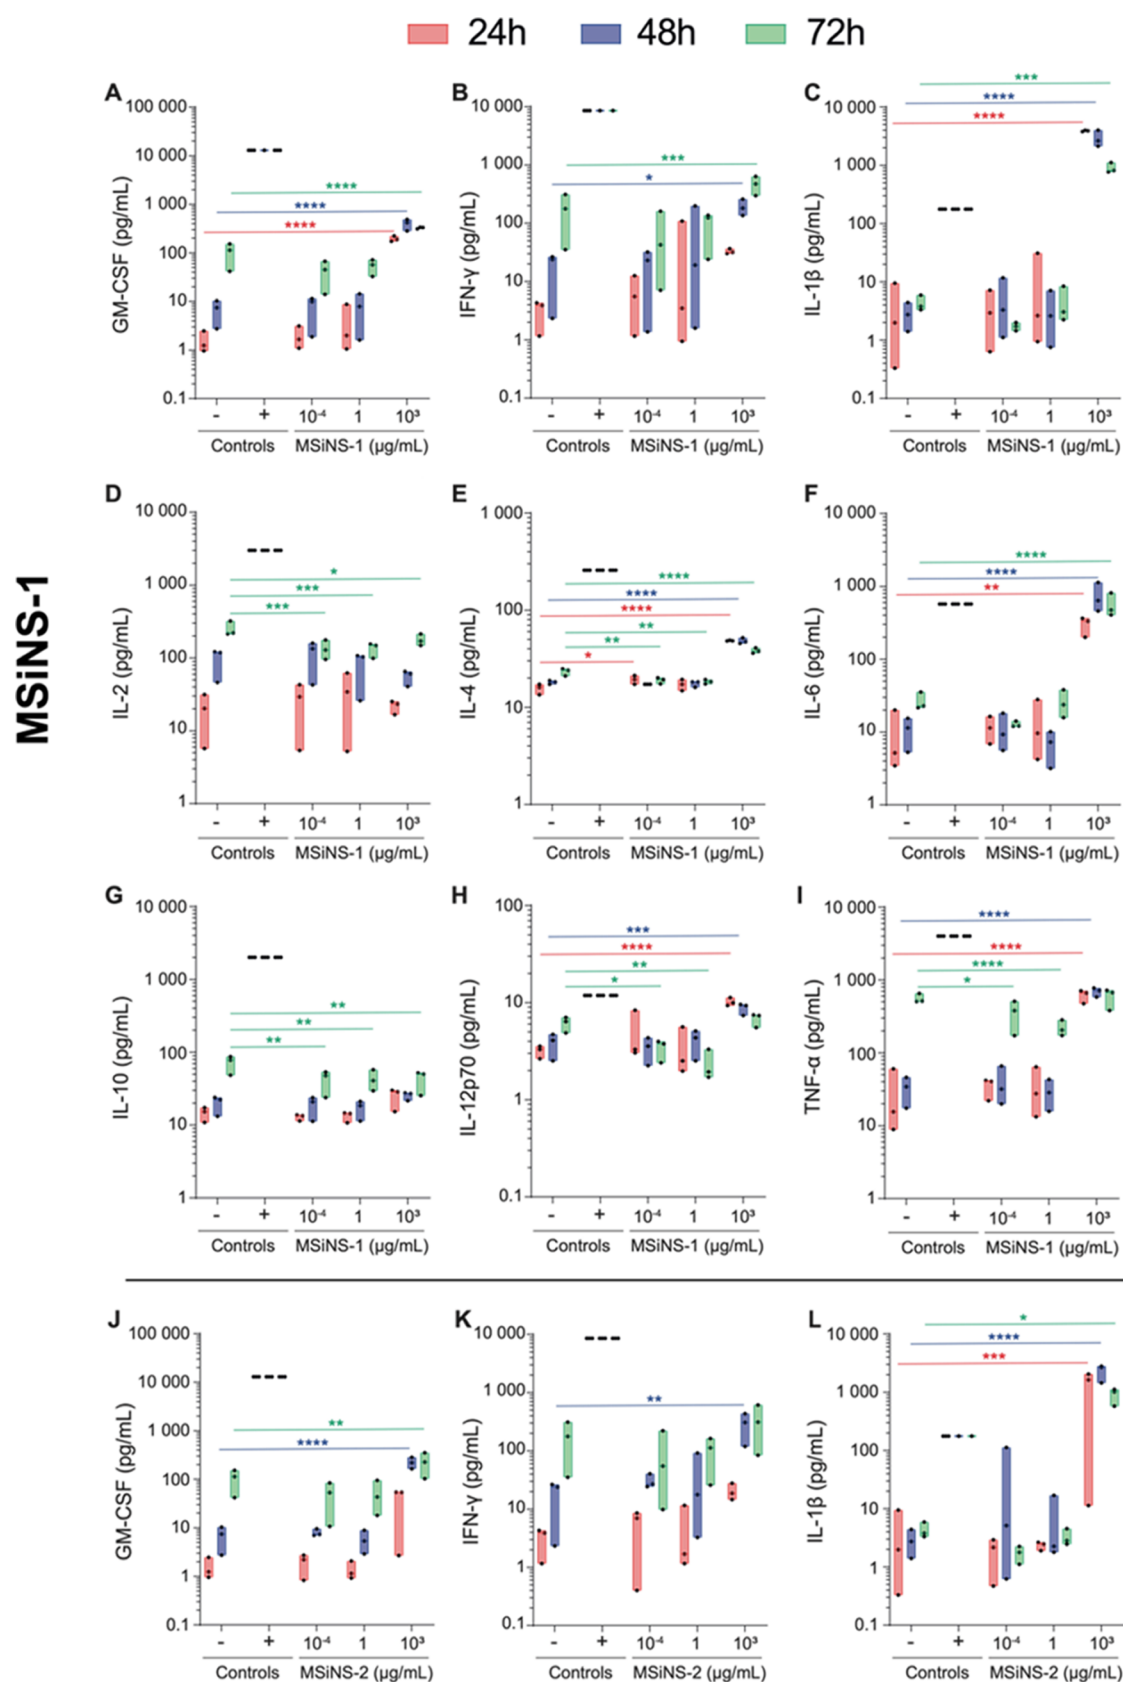 24h 48h 72h
MSiNS-1
A
GM-CSF (pg/mL)
100 000
10 000
1 000
100
10
1
0.1
****
****
****
- + 10⁻⁴ 1 10³
Controls MSiNS-1 (µg/mL)
B
IFN-γ (pg/mL)
10 000
1 000
100
10
1
0.1
***
*
- + 10⁻⁴ 1 10³
Controls MSiNS-1 (µg/mL)
C
IL-1β (pg/mL)
10 000
1 000
100
10
1
0.1
***
****
****
- + 10⁻⁴ 1 10³
Controls MSiNS-1 (µg/mL)
D
IL-2 (pg/mL)
10 000
1 000
100
10
1
*
***
***
- + 10⁻⁴ 1 10³
Controls MSiNS-1 (µg/mL)
E
IL-4 (pg/mL)
1 000
100
10
1
****
****
****
**
**
*
- + 10⁻⁴ 1 10³
Controls MSiNS-1 (µg/mL)
F
IL-6 (pg/mL)
10 000
1 000
100
10
1
****
****
**
- + 10⁻⁴ 1 10³
Controls MSiNS-1 (µg/mL)
G
IL-10 (pg/mL)
10 000
1 000
100
10
1
**
**
**
- + 10⁻⁴ 1 10³
Controls MSiNS-1 (µg/mL)
H
IL-12p70 (pg/mL)
100
10
1
0.1
***
****
**
*
- + 10⁻⁴ 1 10³
Controls MSiNS-1 (µg/mL)
I
TNF-α (pg/mL)
10 000
1 000
100
10
1
****
****
****
*
- + 10⁻⁴ 1 10³
Controls MSiNS-1 (µg/mL)
J
GM-CSF (pg/mL)
100 000
10 000
1 000
100
10
1
0.1
**
****
- + 10⁻⁴ 1 10³
Controls MSiNS-2 (µg/mL)
K
IFN-γ (pg/mL)
10 000
1 000
100
10
1
0.1
**
- + 10⁻⁴ 1 10³
Controls MSiNS-2 (µg/mL)
L
IL-1β (pg/mL)
10 000
1 000
100
10
1
0.1
*
****
***
- + 10⁻⁴ 1 10³
Controls MSiNS-2 (µg/mL)